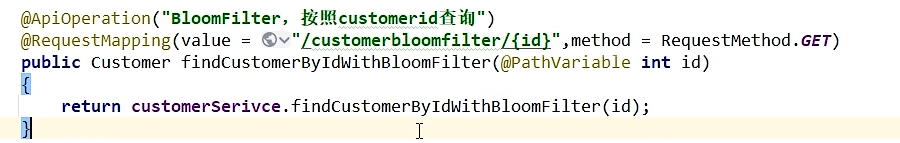 @ApiOperation("BloomFilter，按照customerid查询")
@RequestMapping(value = "/customerbloomfilter/{id}",method = RequestMethod.GET)
public Customer findCustomerByIdWithBloomFilter(@PathVariable int id)
{
    return customerSerivce.findCustomerByIdWithBloomFilter(id);
}